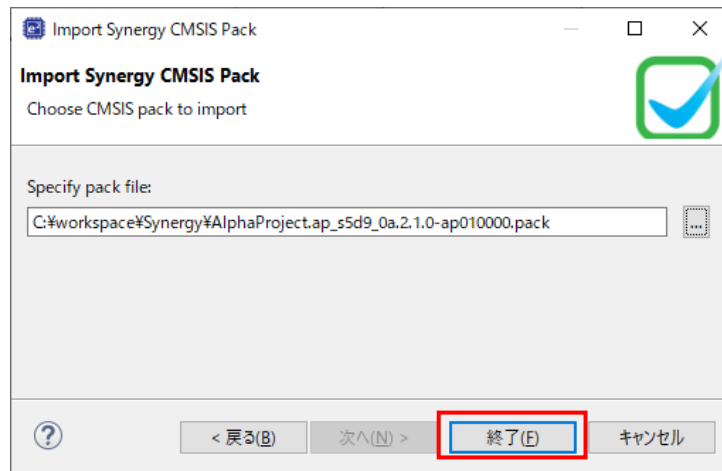 Import Synergy CMSIS Pack
Import Synergy CMSIS Pack
Choose CMSIS pack to import
Specify pack file:
C:¥workspace¥Synergy¥AlphaProject.ap_s5d9_0a.2.1.0-ap010000.pack
...
< 戻る(B) 次へ(N) > 終了(F) キャンセル